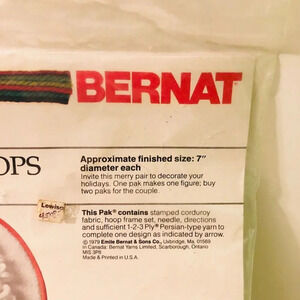 BERNAT
OPS
Approximate finished size: 7"
diameter each
Invite this merry pair to decorate your
holidays. One pak makes one figure; buy
two paks for the couple.
This Pak® contains stamped corduroy
fabric, hoop frame set, needle, directions
and sufficient 1-2-3 Ply® Persian-type yarn to
complete one design as indicated by arrow.
© 1979 Emile Bernat & Sons Co., Uxbridge, Ma. 01569
In Canada: Bernat Yarns Limited, Scarborough, Ontario
MIS 3P8
Made & Printed in U.S.A.